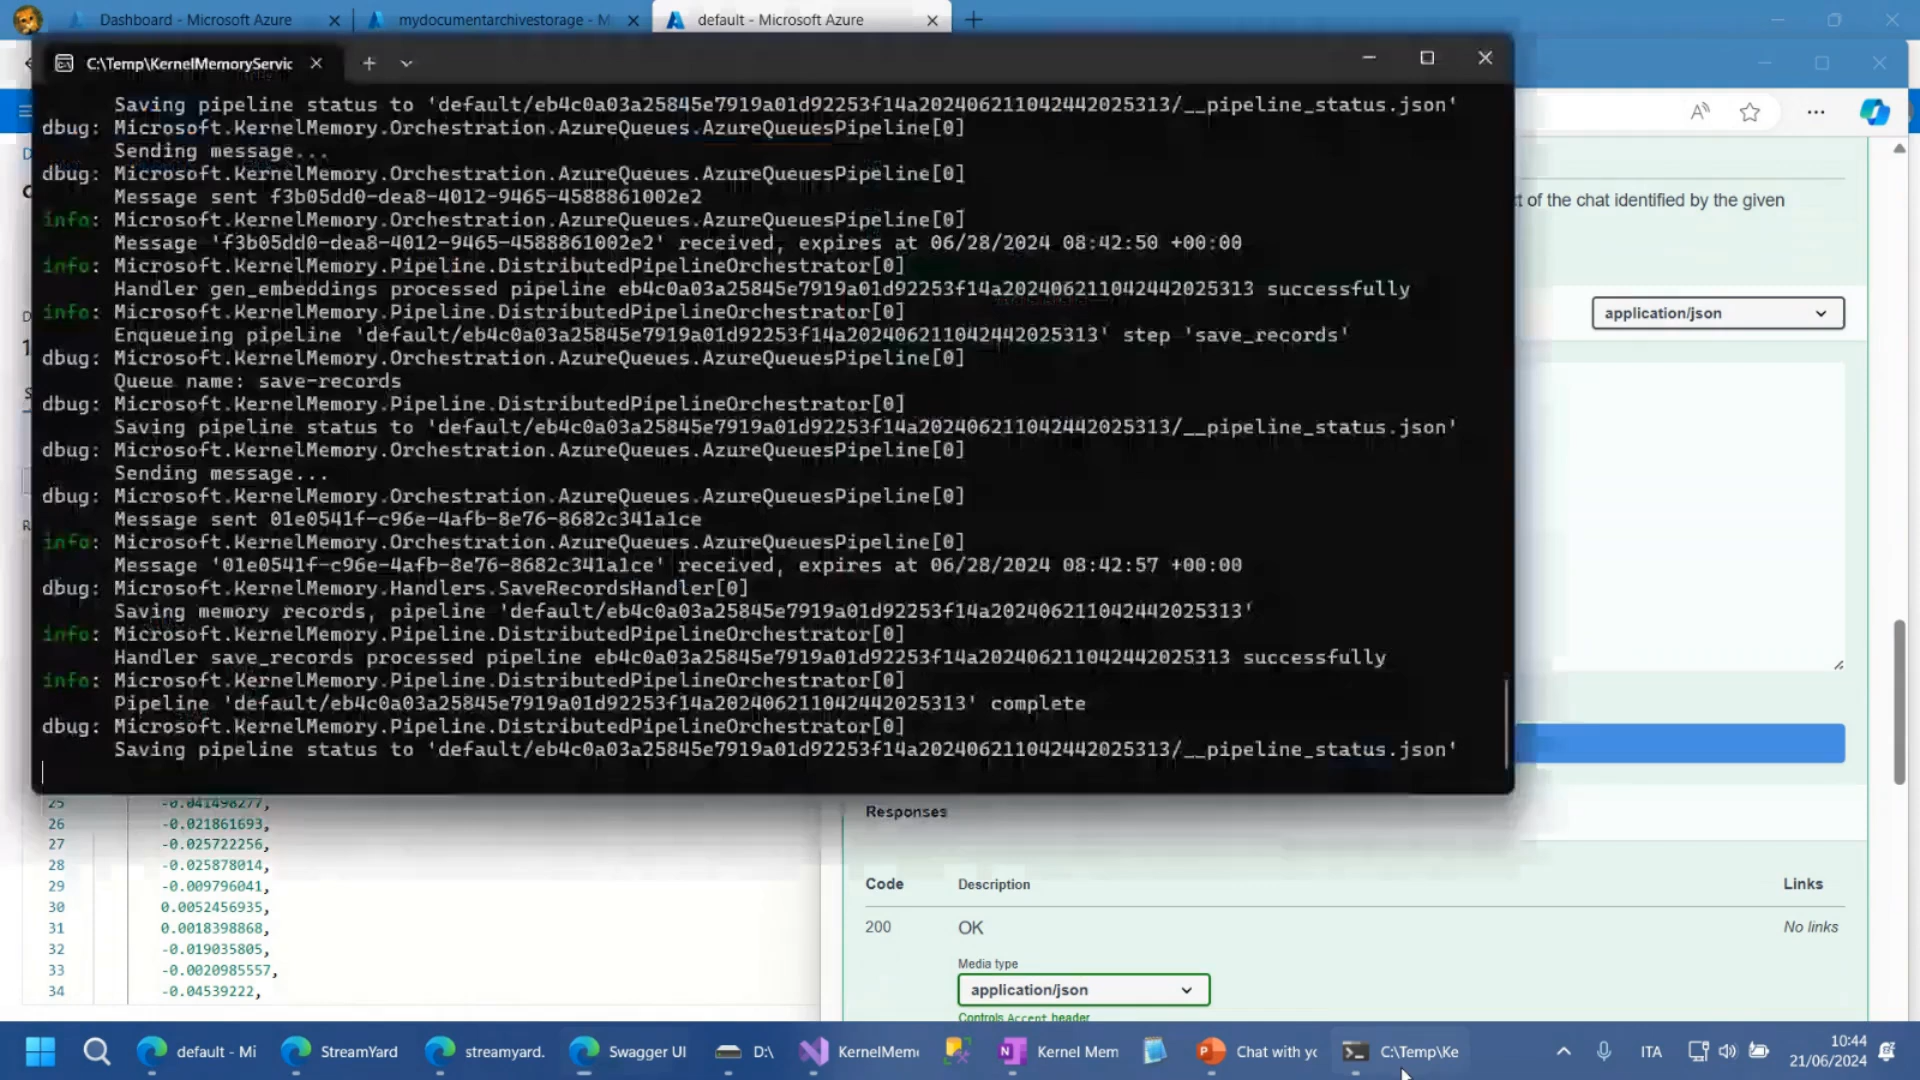 Dashboard - Microsoft Azure
mydocumentarchivestorage - M
default - Microsoft Azure
C:\Temp\KernelMemoryServic
Saving pipeline status to 'default/eb4c0a03a25845e7919a01d92253f14a202406211042442025313/__pipeline_status.json'
dbug: Microsoft.KernelMemory.Orchestration.AzureQueues.AzureQueuesPipeline[0]
Sending message...
dbug: Microsoft.KernelMemory.Orchestration.AzureQueues.AzureQueuesPipeline[0]
Message sent f3b05dd0-dea8-4012-9465-4588861002e2
info: Microsoft.KernelMemory.Orchestration.AzureQueues.AzureQueuesPipeline[0]
Message 'f3b05dd0-dea8-4012-9465-4588861002e2' received, expires at 06/28/2024 08:42:50 +00:00
info: Microsoft.KernelMemory.Pipeline.DistributedPipelineOrchestrator[0]
Handler gen_embeddings processed pipeline eb4c0a03a25845e7919a01d92253f14a202406211042442025313 successfully
info: Microsoft.KernelMemory.Pipeline.DistributedPipelineOrchestrator[0]
Enqueueing pipeline 'default/eb4c0a03a25845e7919a01d92253f14a202406211042442025313' step 'save_records'
dbug: Microsoft.KernelMemory.Orchestration.AzureQueues.AzureQueuesPipeline[0]
Queue name: save-records
dbug: Microsoft.KernelMemory.Pipeline.DistributedPipelineOrchestrator[0]
Saving pipeline status to 'default/eb4c0a03a25845e7919a01d92253f14a202406211042442025313/__pipeline_status.json'
dbug: Microsoft.KernelMemory.Orchestration.AzureQueues.AzureQueuesPipeline[0]
Sending message...
dbug: Microsoft.KernelMemory.Orchestration.AzureQueues.AzureQueuesPipeline[0]
Message sent 01e0541f-c96e-4afb-8e76-8682c341a1ce
info: Microsoft.KernelMemory.Orchestration.AzureQueues.AzureQueuesPipeline[0]
Message '01e0541f-c96e-4afb-8e76-8682c341a1ce' received, expires at 06/28/2024 08:42:57 +00:00
dbug: Microsoft.KernelMemory.Handlers.SaveRecordsHandler[0]
Saving memory records, pipeline 'default/eb4c0a03a25845e7919a01d92253f14a202406211042442025313'
info: Microsoft.KernelMemory.Pipeline.DistributedPipelineOrchestrator[0]
Handler save_records processed pipeline eb4c0a03a25845e7919a01d92253f14a202406211042442025313 successfully
info: Microsoft.KernelMemory.Pipeline.DistributedPipelineOrchestrator[0]
Pipeline 'default/eb4c0a03a25845e7919a01d92253f14a202406211042442025313' complete
dbug: Microsoft.KernelMemory.Pipeline.DistributedPipelineOrchestrator[0]
Saving pipeline status to 'default/eb4c0a03a25845e7919a01d92253f14a202406211042442025313/__pipeline_status.json'
t of the chat identified by the given
application/json
25 -0.041498277,
26 -0.021861693,
27 -0.025722256,
28 -0.025878014,
29 -0.009796041,
30 0.0052456935,
31 0.0018398868,
32 -0.019035805,
33 -0.0020985557,
34 -0.04539222,
Responses
Code Description Links
200 OK No links
Media type
application/json
Controls Accept header
default - Mi
StreamYard
streamyard.
Swagger UI
D:\
KernelMem
Kernel Mem
Chat with yo
C:\Temp\Ke
ITA
10:44
21/06/2024